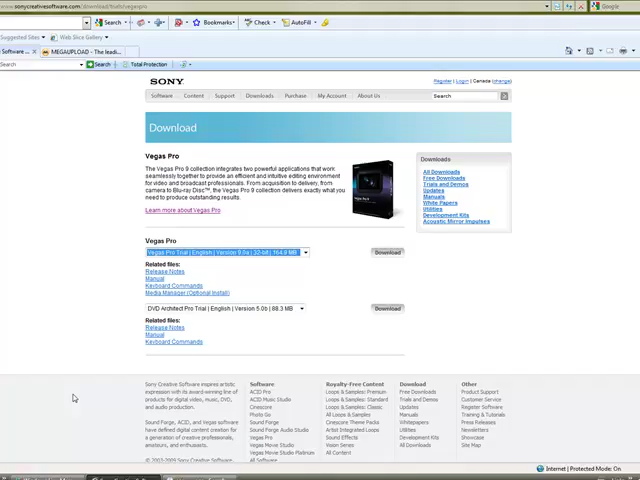 www.sonycreativesoftware.com/download/trials/vegaspro
Google
Search
Bookmarks
Check
AutoFill
Suggested Sites
Web Slice Gallery
Software ...
MEGAUPLOAD - The leadi...
Search
Total Protection
SONY
Register | Login | Canada (change)
Software
Content
Support
Downloads
Purchase
My Account
About Us
Search
Download
Vegas Pro
The Vegas Pro 9 collection integrates two powerful applications that work
seamlessly together to provide an efficient and intuitive editing environment
for video and broadcast professionals. From acquisition to delivery, from
camera to Blu-ray Disc™, the Vegas Pro 9 collection delivers exactly what you
need to produce outstanding results.
Learn more about Vegas Pro
Downloads
All Downloads
Free Downloads
Trials and Demos
Updates
Manuals
White Papers
Utilities
Development Kits
Acoustic Mirror Impulses
Vegas Pro
Vegas Pro Trial | English | Version 9.0a | 32-bit | 164.9 MB
Download
Related files:
Release Notes
Manual
Keyboard Commands
Media Manager (Optional Install)
DVD Architect Pro Trial | English | Version 5.0b | 88.3 MB
Download
Related files:
Release Notes
Manual
Keyboard Commands
Sony Creative Software inspires artistic
expression with its award-winning line of
products for digital video, music, DVD,
and audio production.
Sound Forge, ACID, and Vegas software
have defined digital content creation for
a generation of creative professionals,
amateurs, and enthusiasts.
© 2003-2009 Sony Creative Software
Software
ACID Pro
ACID Music Studio
Cinescore
Photo Go
Sound Forge
Sound Forge Audio Studio
Vegas Pro
Vegas Movie Studio
Vegas Movie Studio Platinum
All Software
Royalty-Free Content
Loops & Samples: Premium
Loops & Samples: Standard
Loops & Samples: Classic
All Loops & Samples
Cinescore Theme Packs
Artist Integrated Loops
Sound Effects
Vision Series
All Content
Download
Free Downloads
Trials and Demos
Updates
Manuals
Whitepapers
Utilities
Development Kits
All Downloads
Other
Product Support
Customer Service
Register Software
Training & Tutorials
Press Releases
Newsletters
Showcase
Site Map
Internet | Protected Mode: On